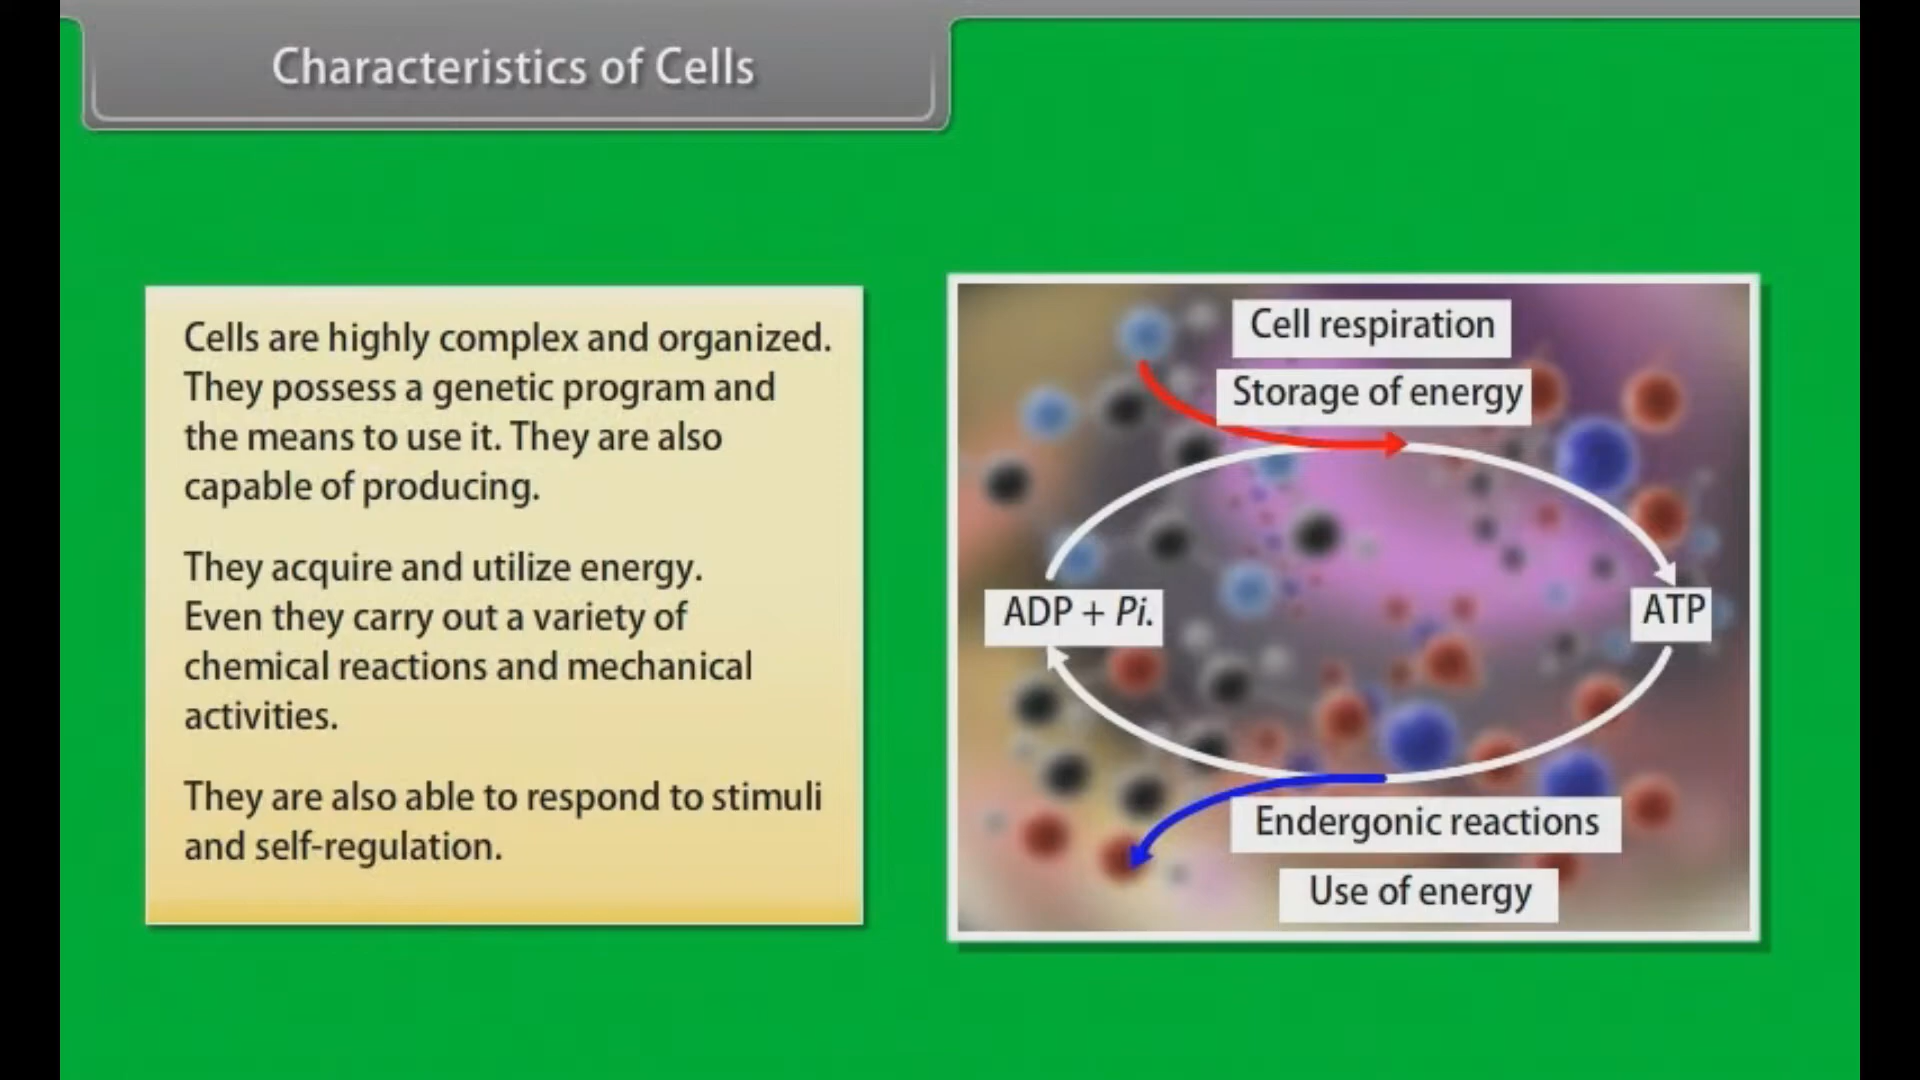 Characteristics of Cells
Cells are highly complex and organized.
They possess a genetic program and
the means to use it. They are also
capable of producing.
They acquire and utilize energy.
Even they carry out a variety of
chemical reactions and mechanical
activities.
They are also able to respond to stimuli
and self-regulation.
Cell respiration
Storage of energy
ADP + Pi.
ATP
Endergonic reactions
Use of energy